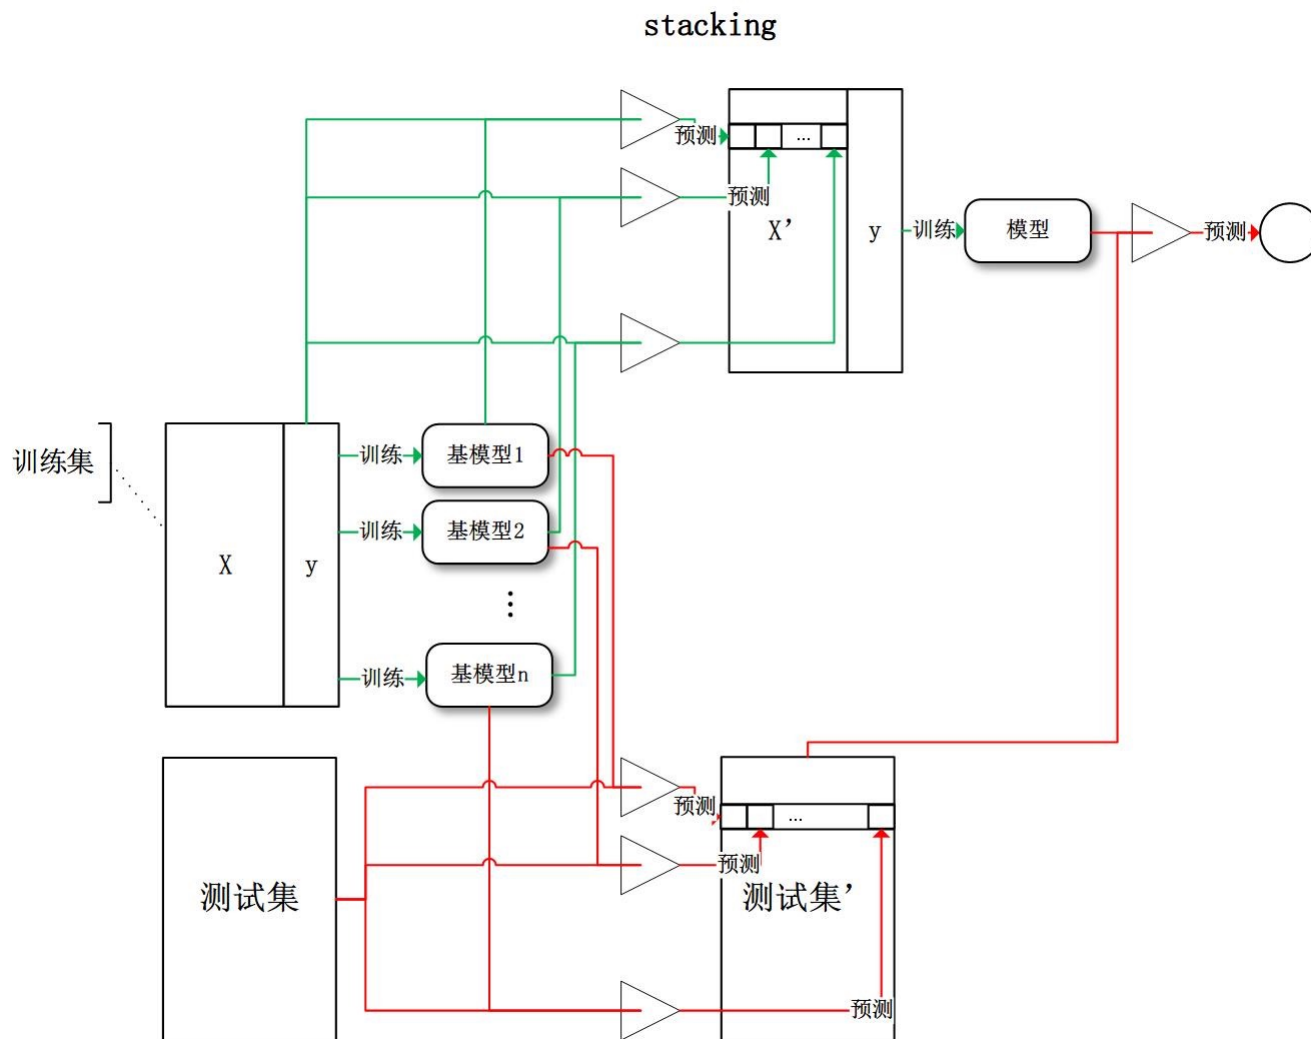 stacking
预测
...
预测
X’
y
训练
模型
预测
训练集
X
y
训练
基模型1
训练
基模型2
⋮
训练
基模型n
预测
...
预测
测试集
测试集’
预测